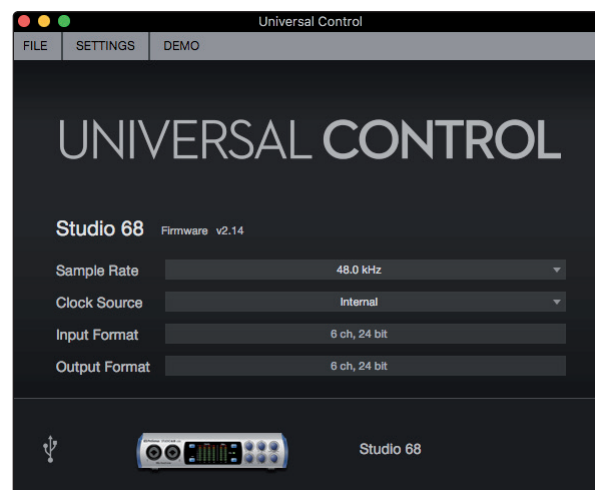 Universal Control
FILE SETTINGS DEMO
UNIVERSAL CONTROL
Studio 68 Firmware v2.14
Sample Rate 48.0 kHz
Clock Source Internal
Input Format 6 ch, 24 bit
Output Format 6 ch, 24 bit
Studio 68